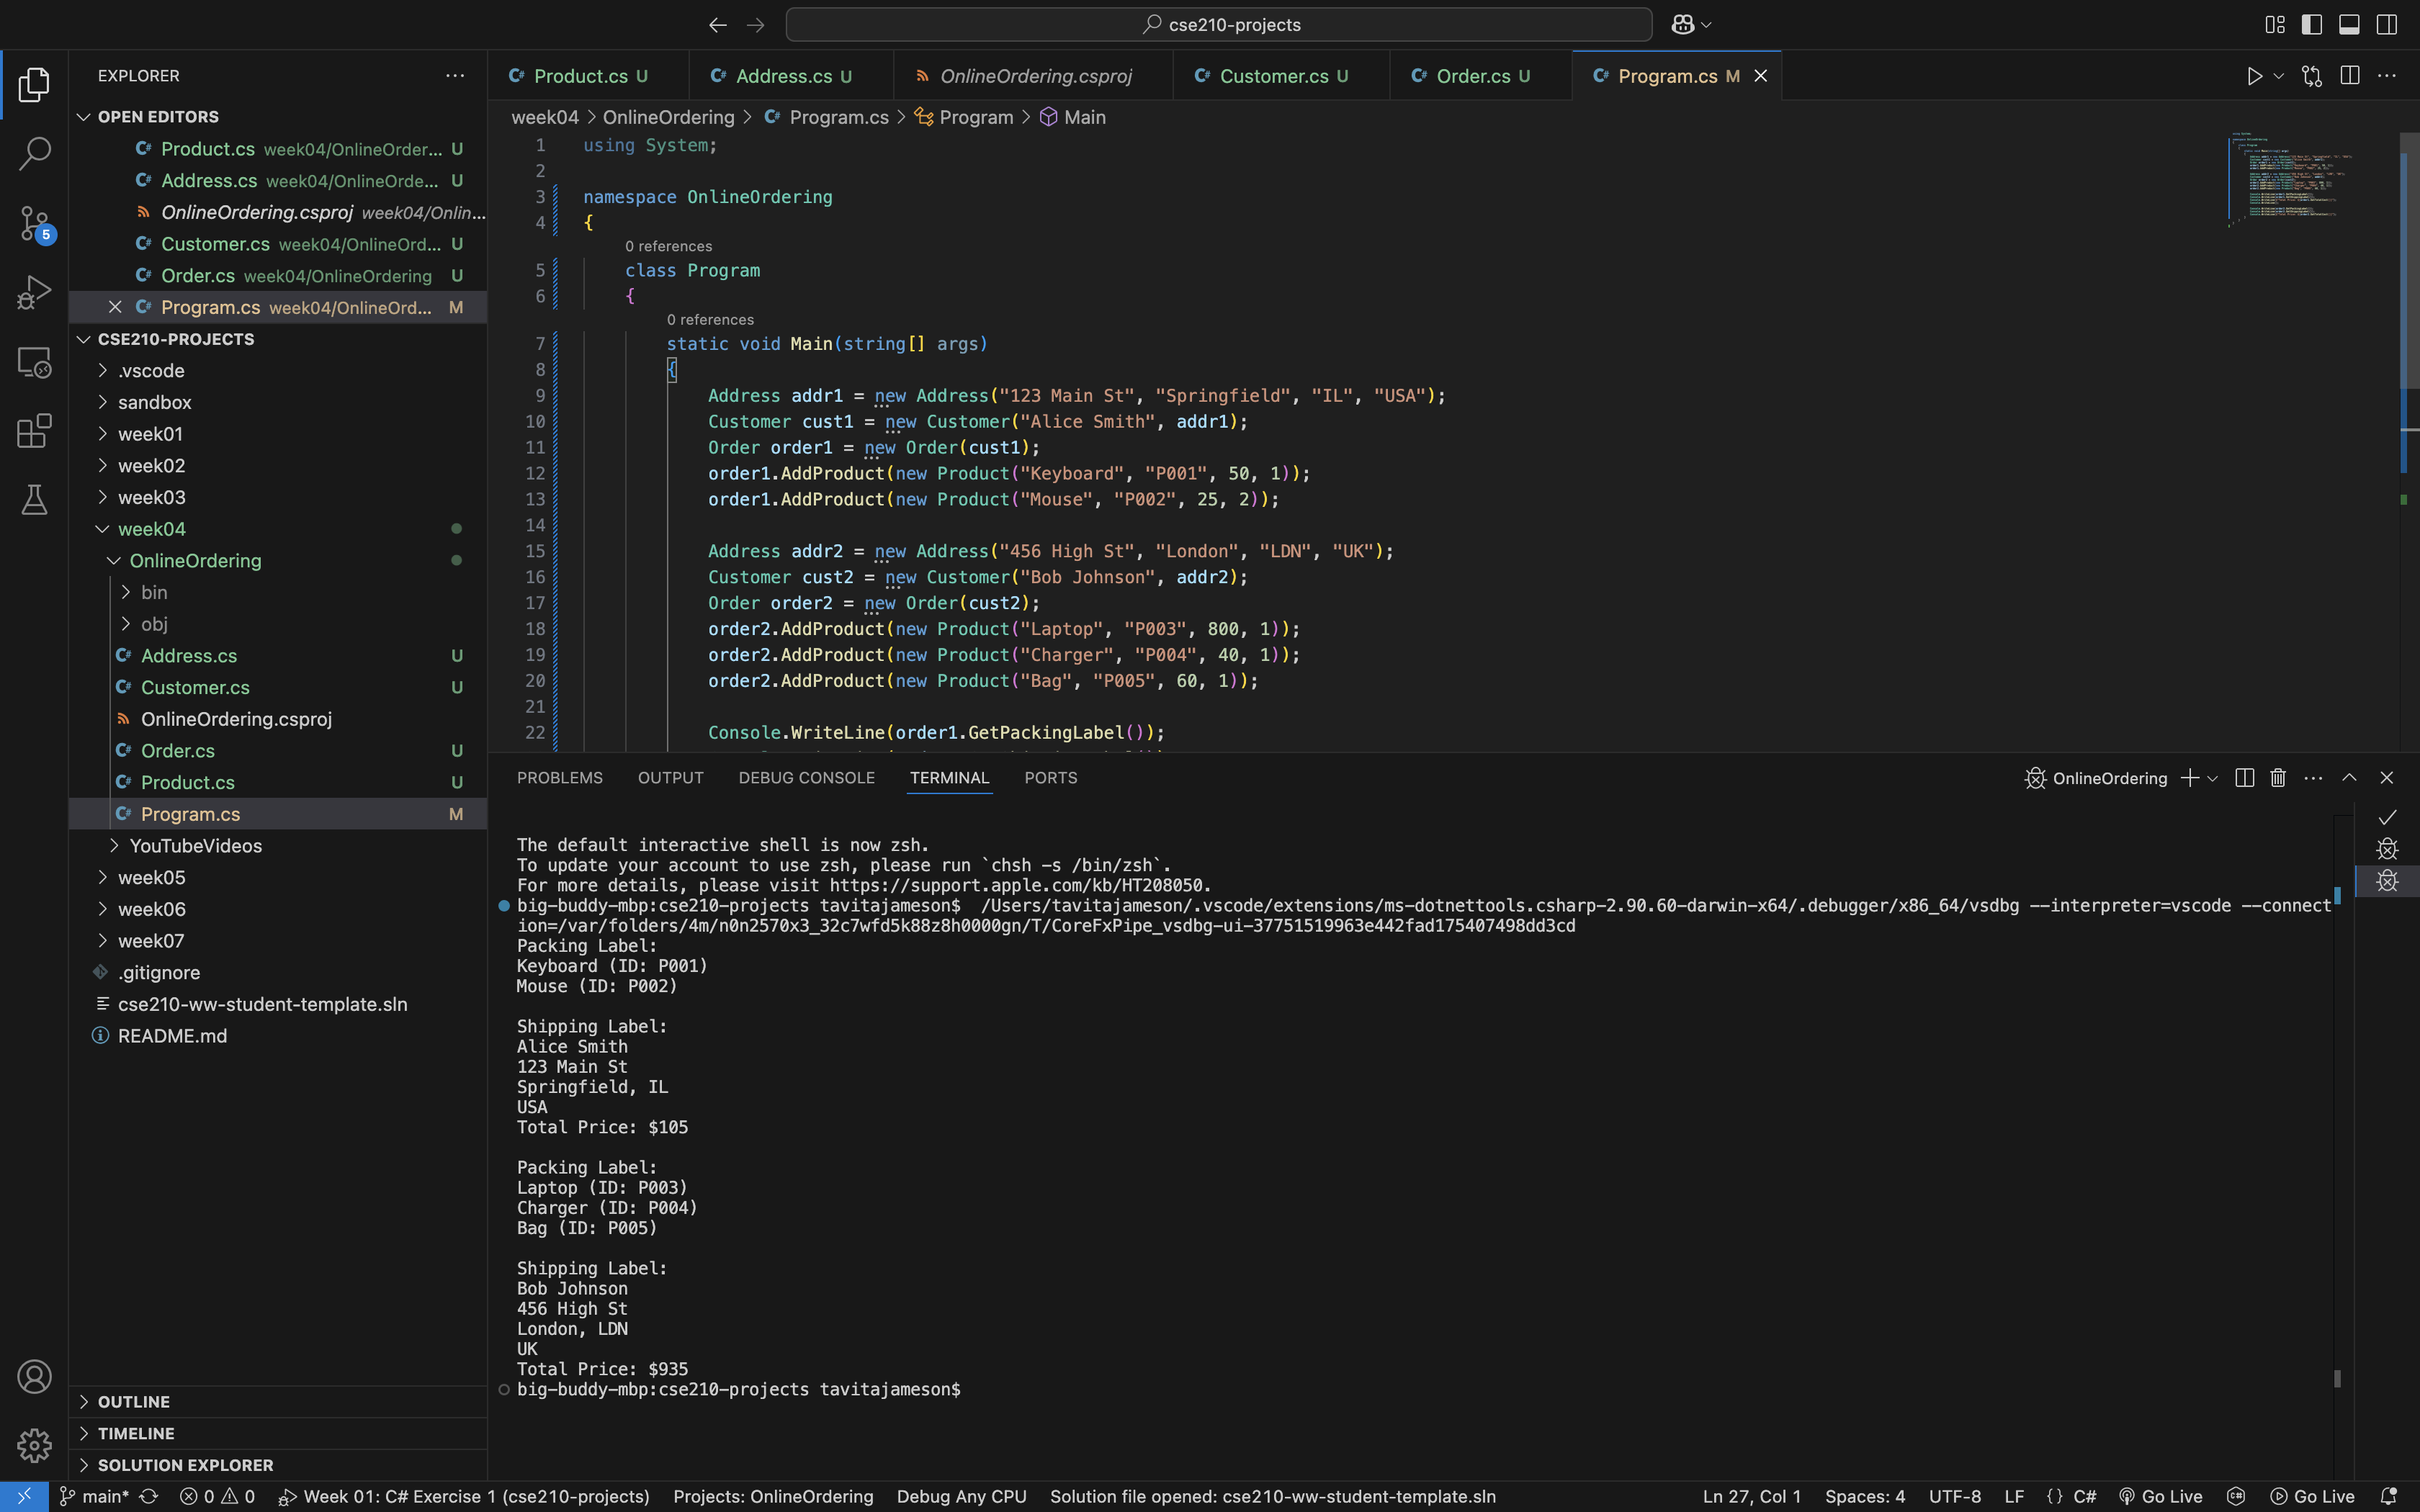 cse210-projects
EXPLORER
OPEN EDITORS
Product.cs week04/OnlineOrder... U
Address.cs week04/OnlineOrde... U
OnlineOrdering.csproj week04/Onlin...
Customer.cs week04/OnlineOrd... U
Order.cs week04/OnlineOrdering U
Program.cs week04/OnlineOrd... M
CSE210-PROJECTS
.vscode
sandbox
week01
week02
week03
week04
OnlineOrdering
bin
obj
Address.cs U
Customer.cs U
OnlineOrdering.csproj
Order.cs U
Product.cs U
Program.cs M
YouTubeVideos
week05
week06
week07
.gitignore
cse210-ww-student-template.sln
README.md
OUTLINE
TIMELINE
SOLUTION EXPLORER
5
Product.cs U Address.cs U OnlineOrdering.csproj Customer.cs U Order.cs U Program.cs M
week04 > OnlineOrdering > Program.cs > Program > Main
1 using System;
2
3 namespace OnlineOrdering
4 {
0 references
5 class Program
6 {
0 references
7 static void Main(string[] args)
8 {
9 Address addr1 = new Address("123 Main St", "Springfield", "IL", "USA");
10 Customer cust1 = new Customer("Alice Smith", addr1);
11 Order order1 = new Order(cust1);
12 order1.AddProduct(new Product("Keyboard", "P001", 50, 1));
13 order1.AddProduct(new Product("Mouse", "P002", 25, 2));
14
15 Address addr2 = new Address("456 High St", "London", "LDN", "UK");
16 Customer cust2 = new Customer("Bob Johnson", addr2);
17 Order order2 = new Order(cust2);
18 order2.AddProduct(new Product("Laptop", "P003", 800, 1));
19 order2.AddProduct(new Product("Charger", "P004", 40, 1));
20 order2.AddProduct(new Product("Bag", "P005", 60, 1));
21
22 Console.WriteLine(order1.GetPackingLabel());
PROBLEMS OUTPUT DEBUG CONSOLE TERMINAL PORTS
OnlineOrdering
The default interactive shell is now zsh.
To update your account to use zsh, please run `chsh -s /bin/zsh`.
For more details, please visit https://support.apple.com/kb/HT208050.
big-buddy-mbp:cse210-projects tavitajameson$ /Users/tavitajameson/.vscode/extensions/ms-dotnettools.csharp-2.90.60-darwin-x64/.debugger/x86_64/vsdbg --interpreter=vscode --connect
ion=/var/folders/4m/n0n2570x3_32c7wfd5k88z8h0000gn/T/CoreFxPipe_vsdbg-ui-37751519963e442fad175407498dd3cd
Packing Label:
Keyboard (ID: P001)
Mouse (ID: P002)

Shipping Label:
Alice Smith
123 Main St
Springfield, IL
USA
Total Price: $105

Packing Label:
Laptop (ID: P003)
Charger (ID: P004)
Bag (ID: P005)

Shipping Label:
Bob Johnson
456 High St
London, LDN
UK
Total Price: $935
big-buddy-mbp:cse210-projects tavitajameson$
main* 0 0 Week 01: C# Exercise 1 (cse210-projects) Projects: OnlineOrdering Debug Any CPU Solution file opened: cse210-ww-student-template.sln Ln 27, Col 1 Spaces: 4 UTF-8 LF {} C# Go Live Go Live